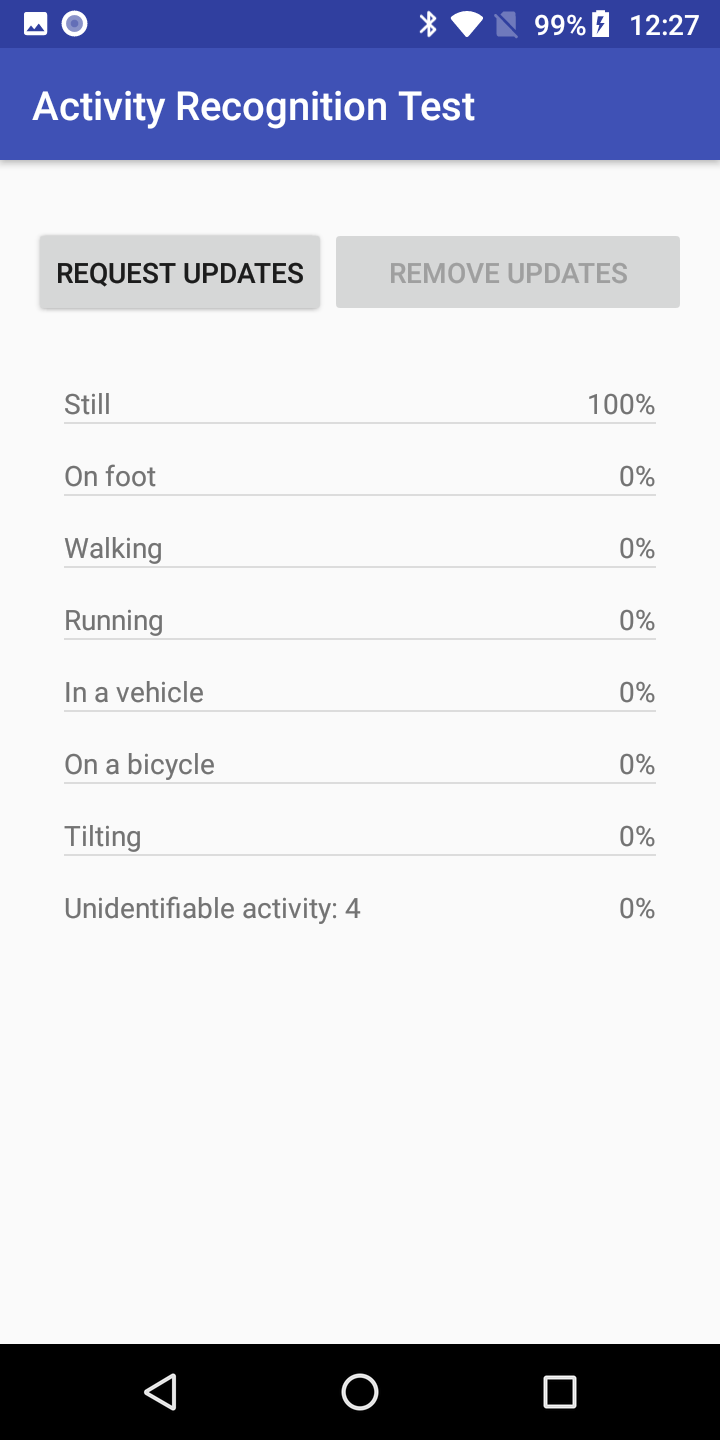 99% 12:27
Activity Recognition Test
REQUEST UPDATES REMOVE UPDATES
Still 100%
On foot 0%
Walking 0%
Running 0%
In a vehicle 0%
On a bicycle 0%
Tilting 0%
Unidentifiable activity: 4 0%